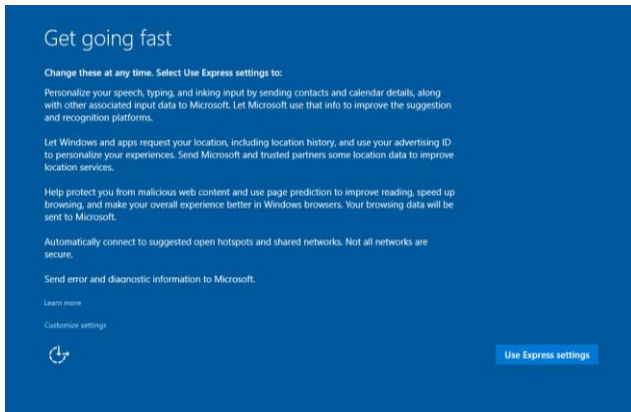 Get going fast
Change these at any time. Select Use Express settings to:
Personalize your speech, typing, and inking input by sending contacts and calendar details, along
with other associated input data to Microsoft. Let Microsoft use that info to improve the suggestion
and recognition platforms.
Let Windows and apps request your location, including location history, and use your advertising ID
to personalize your experiences. Send Microsoft and trusted partners some location data to improve
location services.
Help protect you from malicious web content and use page prediction to improve reading, speed up
browsing, and make your overall experience better in Windows browsers. Your browsing data will be
sent to Microsoft.
Automatically connect to suggested open hotspots and shared networks. Not all networks are
secure.
Send error and diagnostic information to Microsoft.
Learn more
Customize settings
Use Express settings